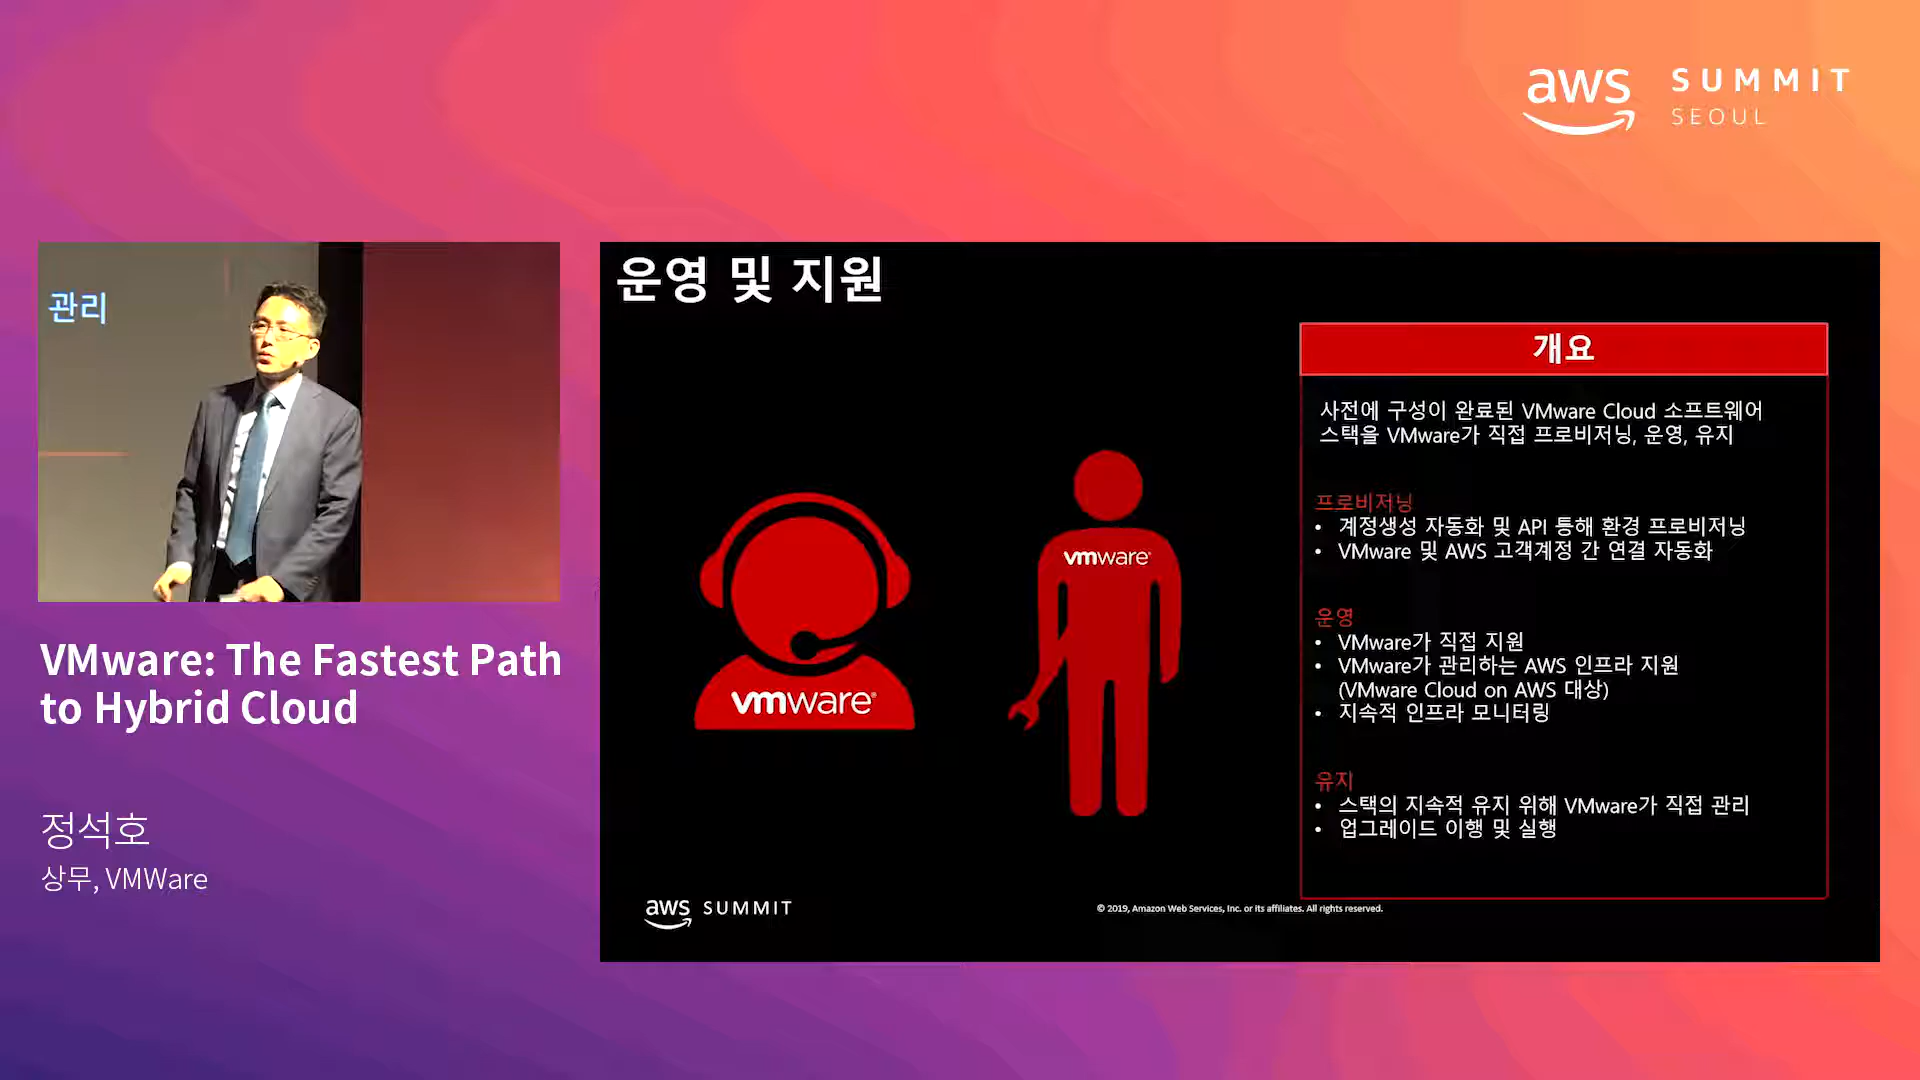 aws SUMMIT
SEOUL
관리
VMware: The Fastest Path
to Hybrid Cloud
정석호
상무, VMWare
운영 및 지원
vmware
vmware
개요
사전에 구성이 완료된 VMware Cloud 소프트웨어
스택을 VMware가 직접 프로비저닝, 운영, 유지
프로비저닝
• 계정생성 자동화 및 API 통해 환경 프로비저닝
• VMware 및 AWS 고객계정 간 연결 자동화
운영
• VMware가 직접 지원
• VMware가 관리하는 AWS 인프라 지원
(VMware Cloud on AWS 대상)
• 지속적 인프라 모니터링
유지
• 스택의 지속적 유지 위해 VMware가 직접 관리
• 업그레이드 이행 및 실행
aws SUMMIT
© 2019, Amazon Web Services, Inc. or its affiliates. All rights reserved.